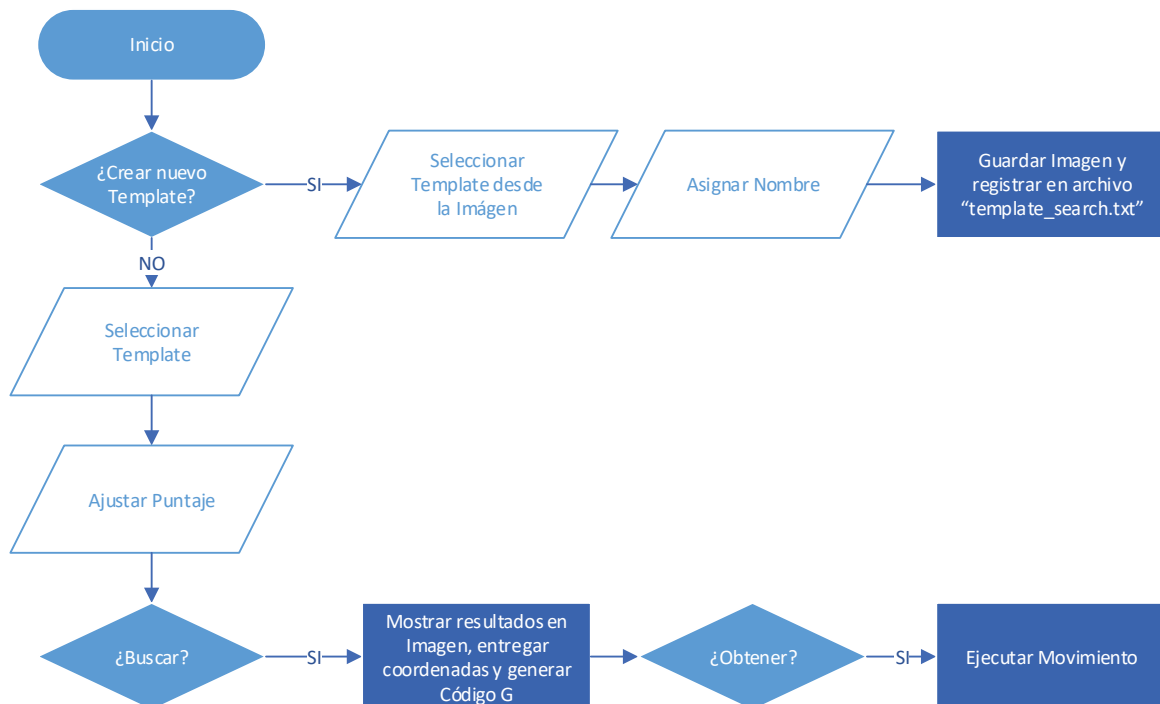 Inicio
¿Crear nuevo
Template?
SI
Seleccionar
Template desde
la Imágen
Asignar Nombre
Guardar Imagen y
registrar en archivo
“template_search.txt”
NO
Seleccionar
Template
Ajustar Puntaje
¿Buscar?
SI
Mostrar resultados en
Imagen, entregar
coordenadas y generar
Código G
¿Obtener?
SI
Ejecutar Movimiento